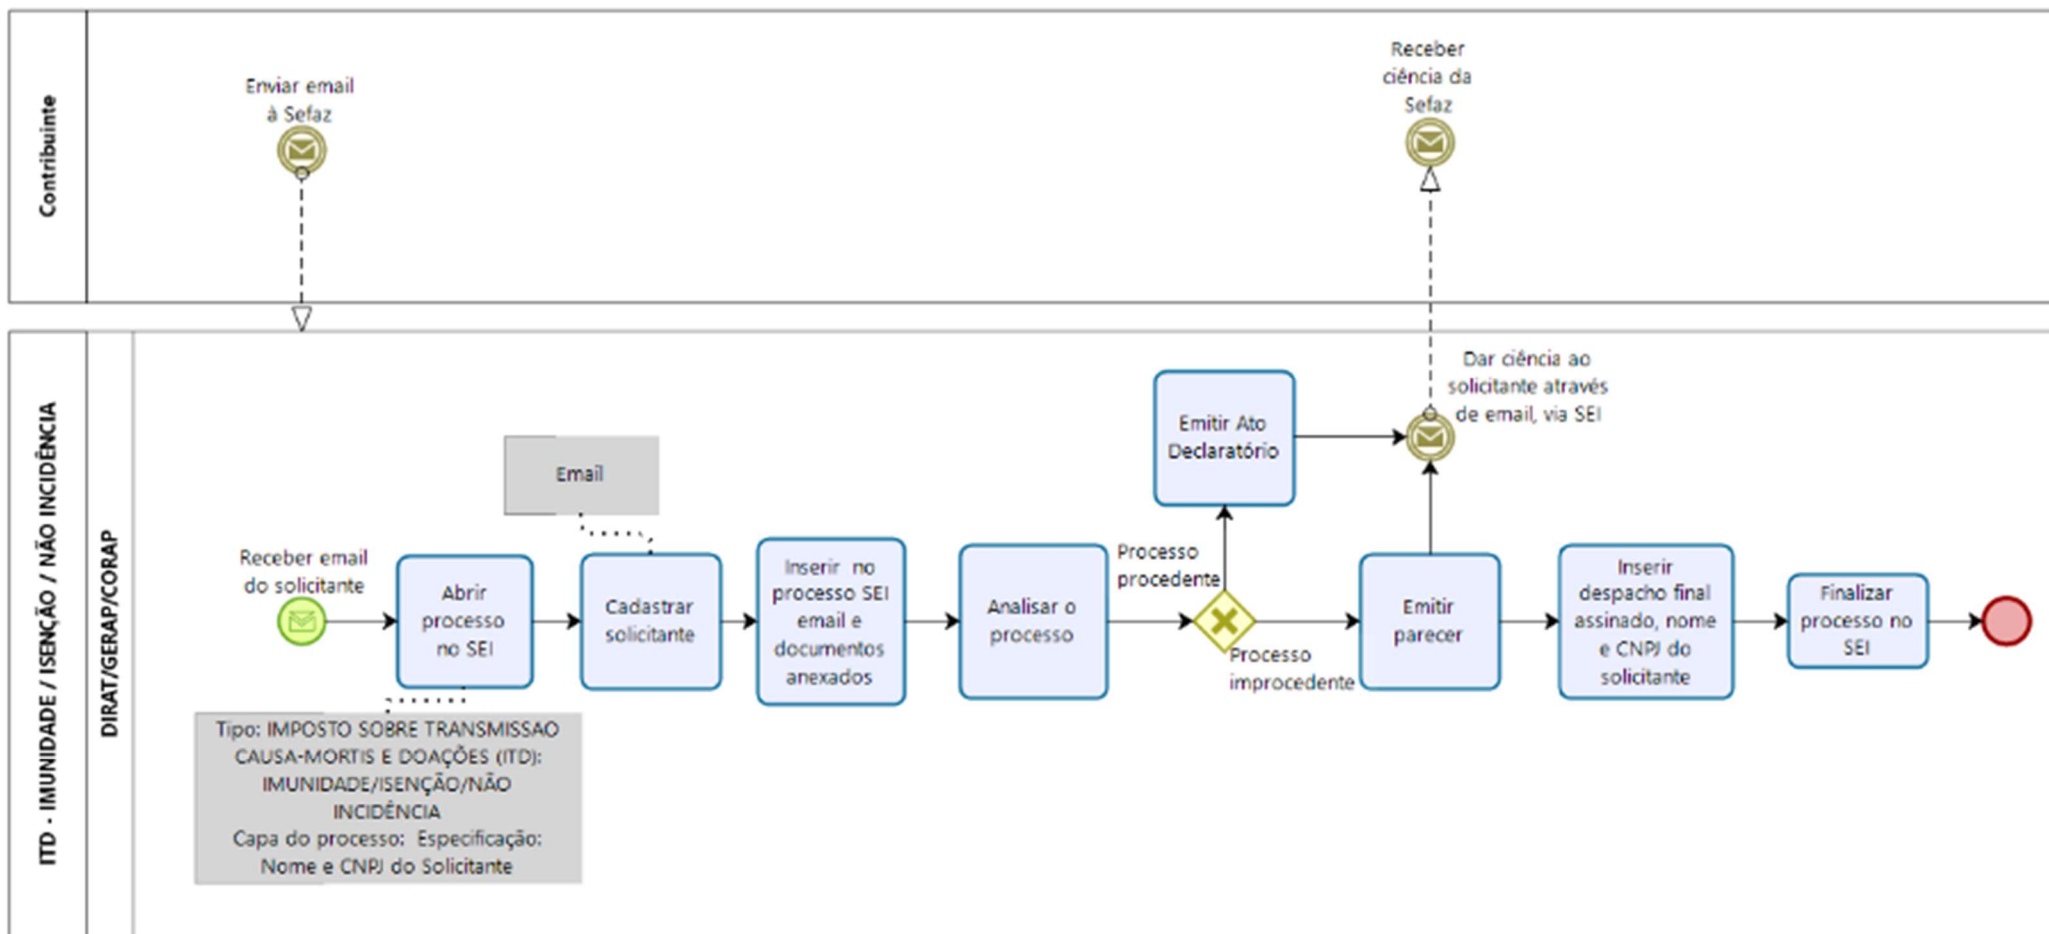 Contribuinte
Enviar email
à Sefaz
Receber
ciência da
Sefaz
ITD - IMUNIDADE / ISENÇÃO / NÃO INCIDÊNCIA
DIRAT/GERAP/CORAP
Receber email
do solicitante
Abrir
processo
no SEI
Tipo: IMPOSTO SOBRE TRANSMISSAO
CAUSA-MORTIS E DOAÇÕES (ITD):
IMUNIDADE/ISENÇÃO/NÃO
INCIDÊNCIA
Capa do processo: Especificação:
Nome e CNPJ do Solicitante
Email
Cadastrar
solicitante
Inserir no
processo SEI
email e
documentos
anexados
Analisar o
processo
Processo
procedente
Processo
improcedente
Emitir Ato
Declaratório
Dar ciência ao
solicitante através
de email, via SEI
Emitir
parecer
Inserir
despacho final
assinado, nome
e CNPJ do
solicitante
Finalizar
processo no
SEI